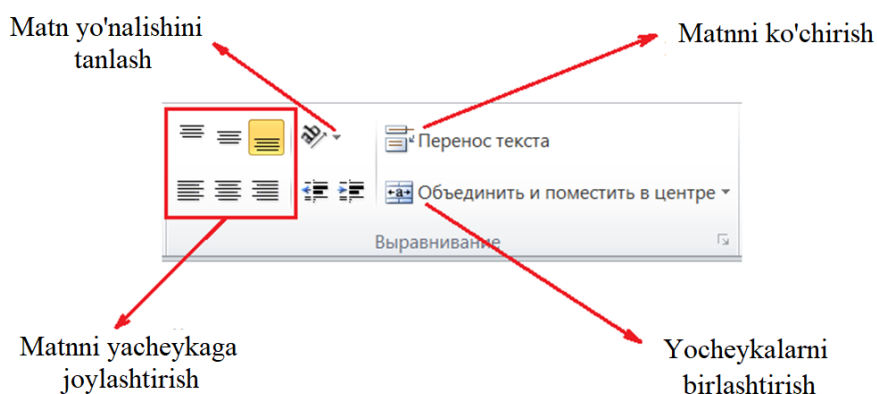 Matn yo'nalishini
tanlash
Matnni ko'chirish
Перенос текста
Объединить и поместить в центре
Выравнивание
Matnni yacheykaga
joylashtirish
Yocheykalarni
birlashtirish